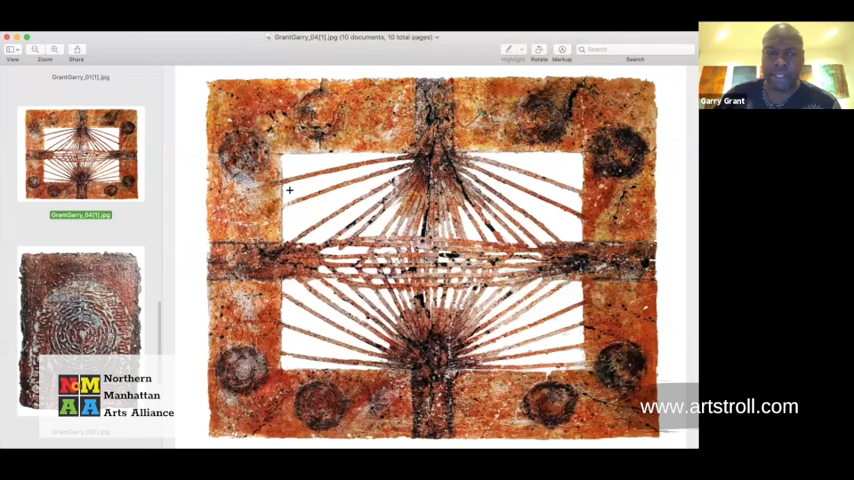 GrantGarry_04[1].jpg (10 documents, 10 total pages)
View
Zoom
Share
Highlight
Rotate
Markup
Search
Search
GrantGarry_01[1].jpg
GrantGarry_04[1].jpg
Garry Grant
NoMAA
Northern
Manhattan
Arts Alliance
www.artstroll.com